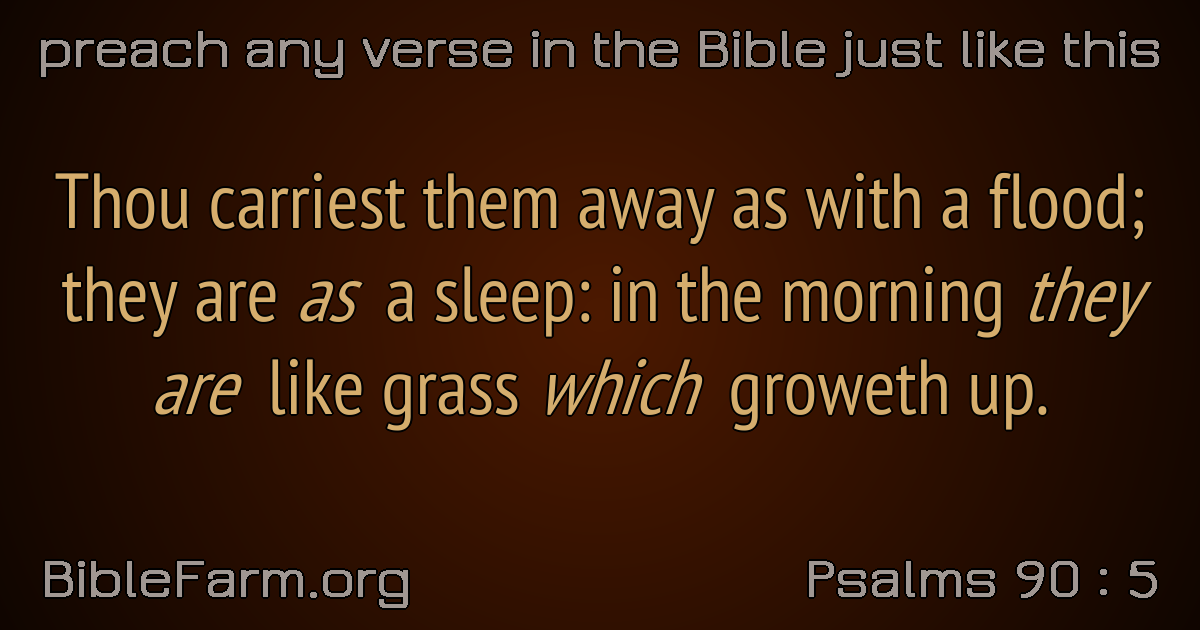 preach any verse in the Bible just like this
Thou carriest them away as with a flood;
they are as a sleep: in the morning they
are like grass which groweth up.
BibleFarm.org
Psalms 90 : 5